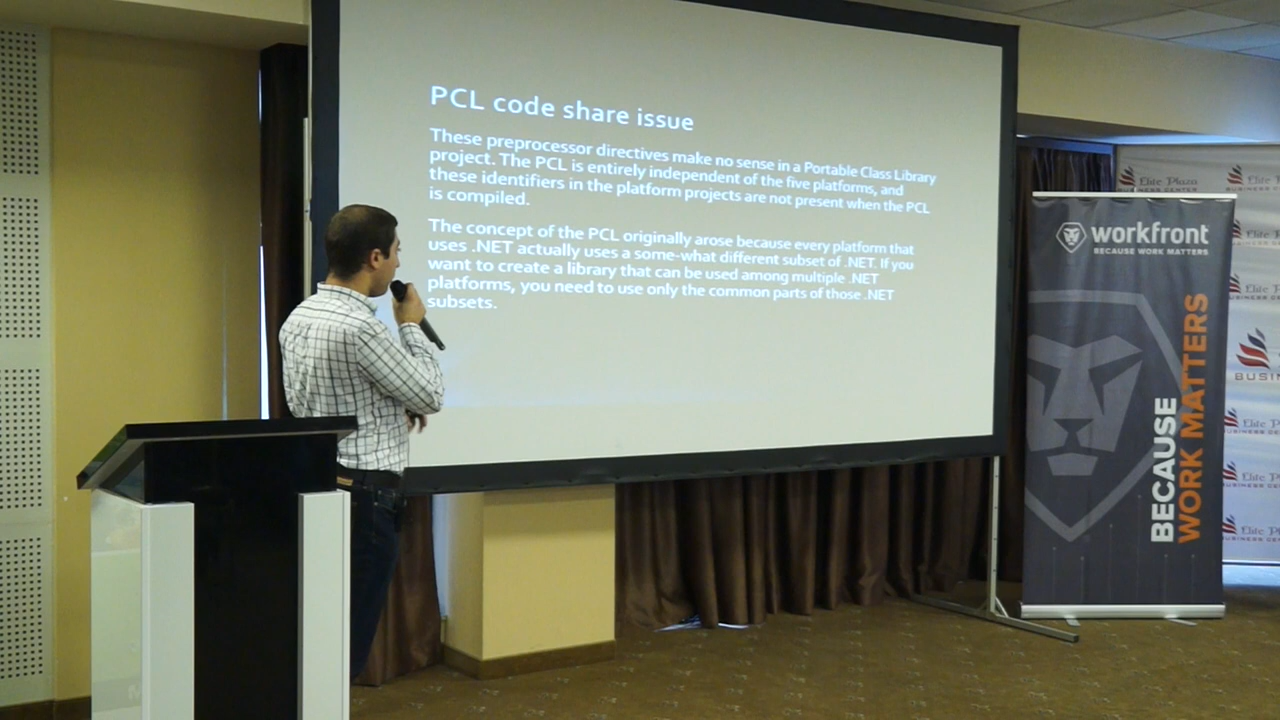 PCL code share issue
These preprocessor directives make no sense in a Portable Class Library
project. The PCL is entirely independent of the five platforms, and
these identifiers in the platform projects are not present when the PCL
is compiled.
The concept of the PCL originally arose because every platform that
uses .NET actually uses a some-what different subset of .NET. If you
want to create a library that can be used among multiple .NET
platforms, you need to use only the common parts of those .NET
subsets.
workfront
BECAUSE WORK MATTERS
BECAUSE
WORK MATTERS
Elite Plaza
BUSINESS CENTER